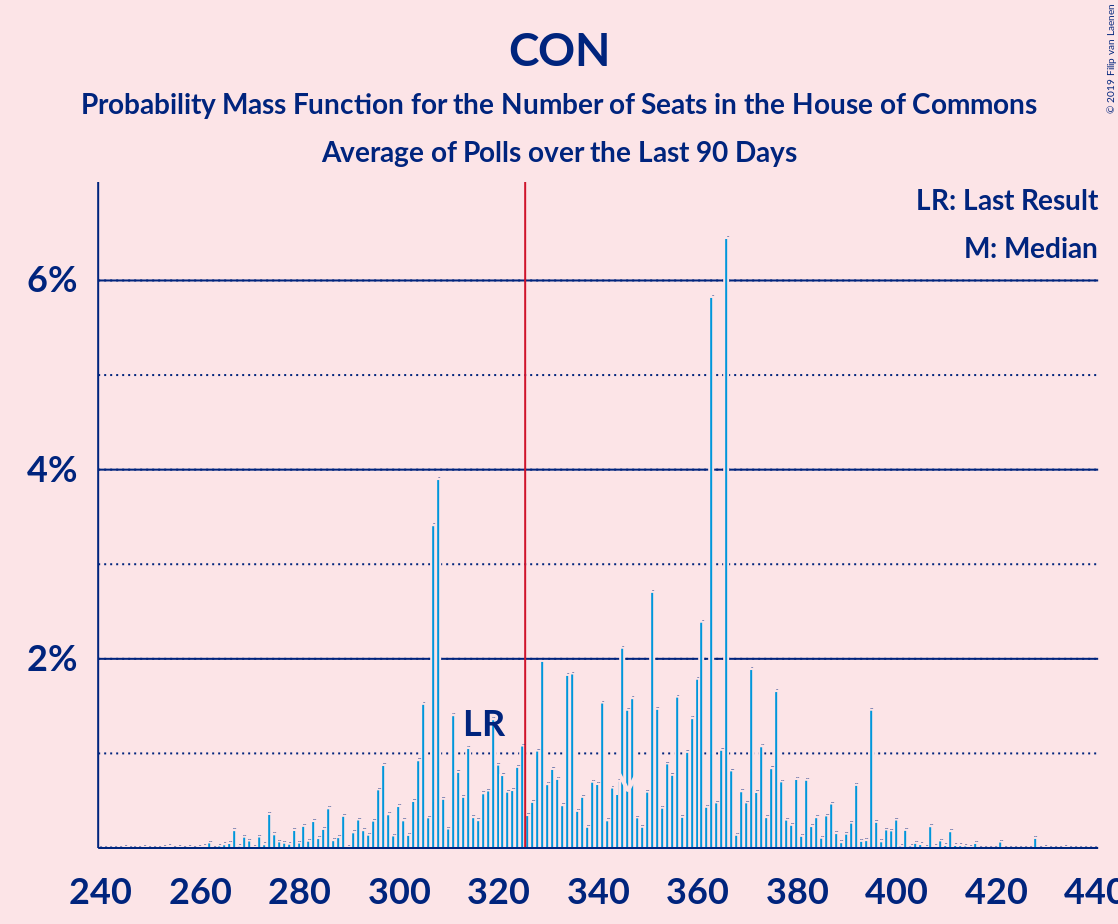 CON
Probability Mass Function for the Number of Seats in the House of Commons
Average of Polls over the Last 90 Days
© 2019 Filip van Laenen
LR: Last Result
M: Median
6%
4%
2%
LR
240 260 280 300 320 340 360 380 400 420 440